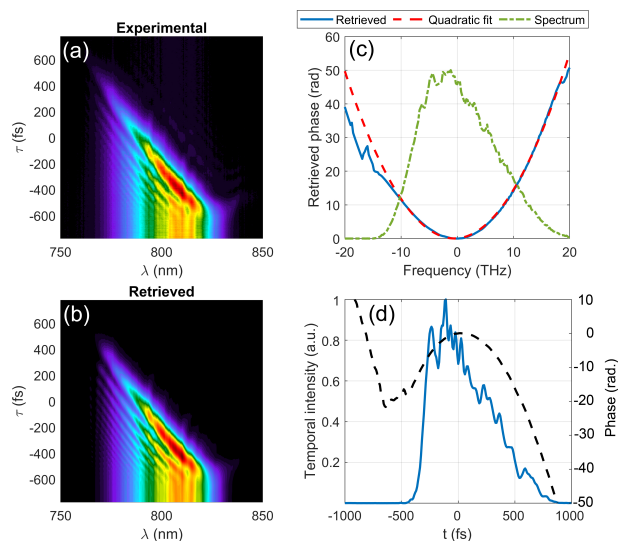 Experimental
(a)
600
400
200
0
-200
-400
-600
τ (fs)
750
800
850
λ (nm)
Retrieved
Quadratic fit
Spectrum
(c)
60
50
40
30
20
10
0
Retrieved phase (rad)
-20
-10
0
10
20
Frequency (THz)
Retrieved
(b)
600
400
200
0
-200
-400
-600
τ (fs)
750
800
850
λ (nm)
(d)
1
0.8
0.6
0.4
0.2
Temporal intensity (a.u.)
10
0
-10
-20
-30
-40
-50
Phase (rad.)
-1000
-500
0
500
1000
t (fs)